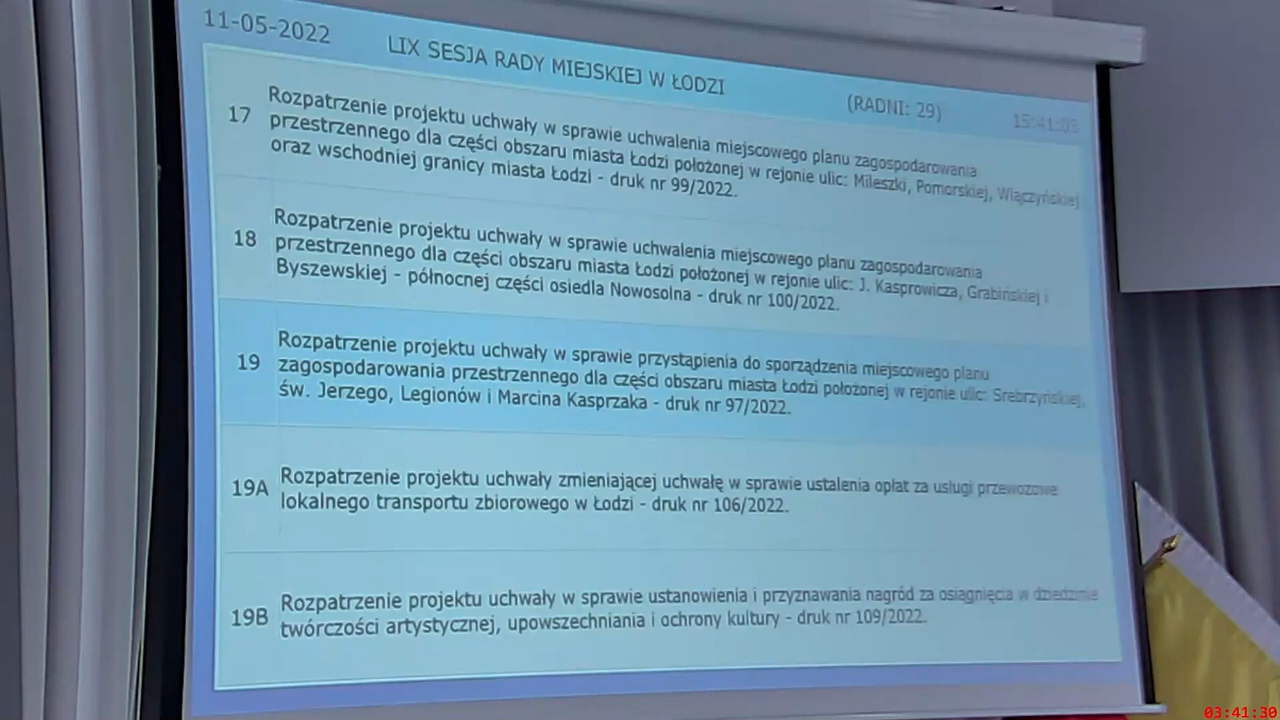 11-05-2022
LIX SESJA RADY MIEJSKIEJ W ŁODZI
(RADNI: 29)
15:41:05
17
Rozpatrzenie projektu uchwały w sprawie uchwalenia miejscowego planu zagospodarowania
przestrzennego dla części obszaru miasta Łodzi położonej w rejonie ulic: Mileszki, Pomorskiej, Wiączyńskiej
oraz wschodniej granicy miasta Łodzi - druk nr 99/2022.
18
Rozpatrzenie projektu uchwały w sprawie uchwalenia miejscowego planu zagospodarowania
przestrzennego dla części obszaru miasta Łodzi położonej w rejonie ulic: J. Kasprowicza, Grabińskiej i
Byszewskiej - północnej części osiedla Nowosolna - druk nr 100/2022.
19
Rozpatrzenie projektu uchwały w sprawie przystąpienia do sporządzenia miejscowego planu
zagospodarowania przestrzennego dla części obszaru miasta Łodzi położonej w rejonie ulic: Srebrzyńskiej,
św. Jerzego, Legionów i Marcina Kasprzaka - druk nr 97/2022.
19A
Rozpatrzenie projektu uchwały zmieniającej uchwałę w sprawie ustalenia opłat za usługi przewozowe
lokalnego transportu zbiorowego w Łodzi - druk nr 106/2022.
19B
Rozpatrzenie projektu uchwały w sprawie ustanowienia i przyznawania nagród za osiągnięcia w dziedzinie
twórczości artystycznej, upowszechniania i ochrony kultury - druk nr 109/2022.
03:41:30